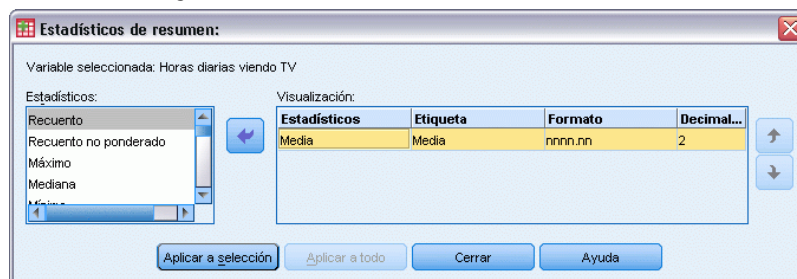 Estadísticos de resumen:
Variable seleccionada: Horas diarias viendo TV
Estadísticos:
Recuento
Recuento no ponderado
Máximo
Mediana
Mínimo
Visualización:
Estadísticos Etiqueta Formato Decimal...
Media Media nnnn.nn 2
Aplicar a selección Aplicar a todo Cerrar Ayuda